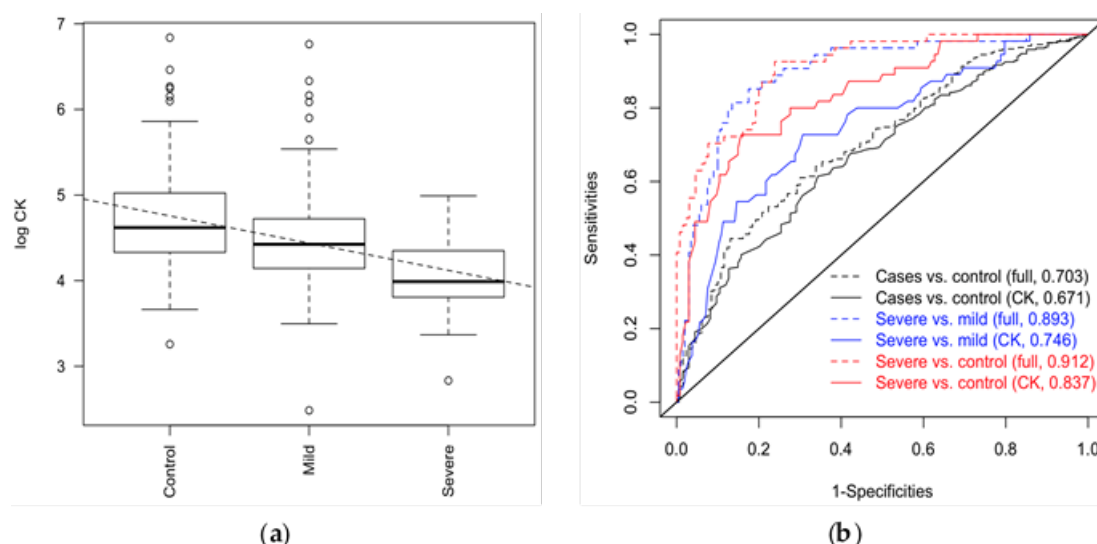 7
6
5
4
3
log CK
Control
Mild
Severe
(a)
1.0
0.8
0.6
0.4
0.2
0.0
Sensitivities
Cases vs. control (full, 0.703)
Cases vs. control (CK, 0.671)
Severe vs. mild (full, 0.893)
Severe vs. mild (CK, 0.746)
Severe vs. control (full, 0.912)
Severe vs. control (CK, 0.837)
0.0 0.2 0.4 0.6 0.8 1.0
1-Specificities
(b)